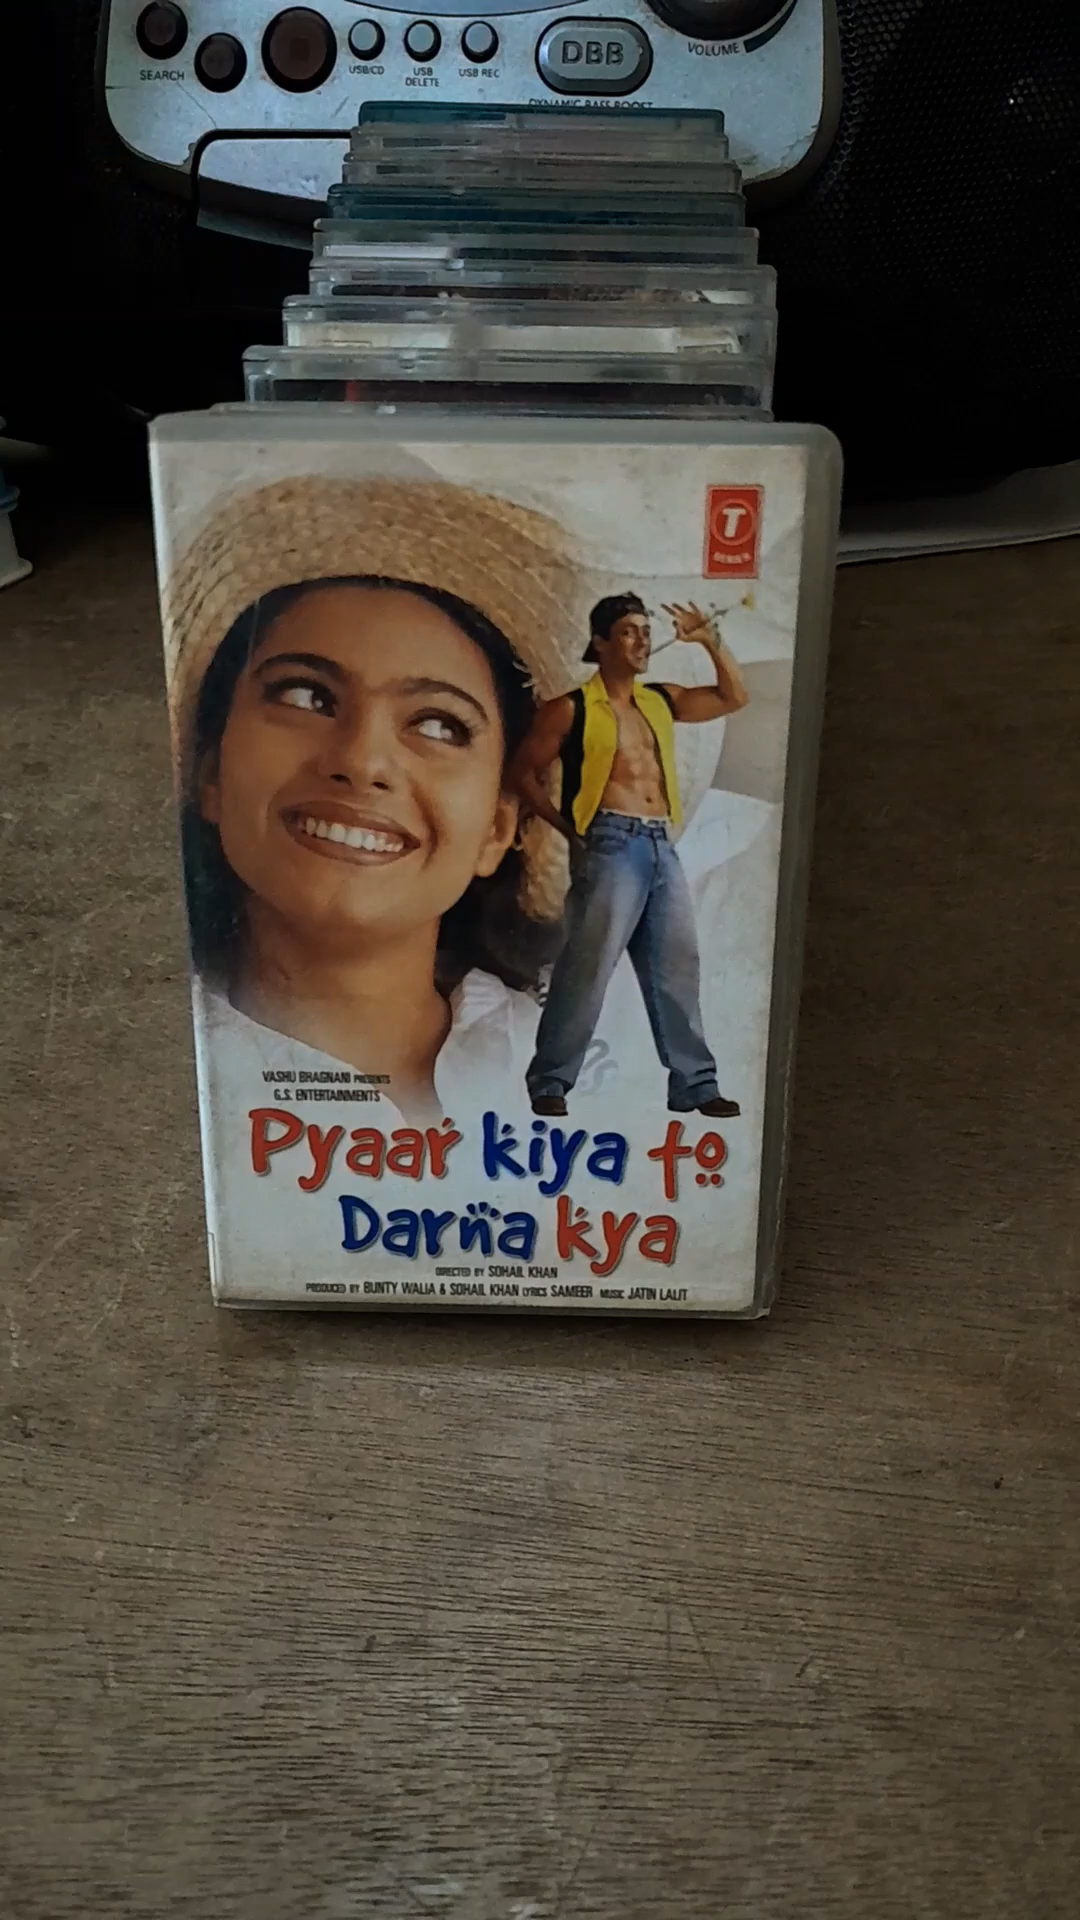 SEARCH
USB/CD
USB DELETE
USB REC
DBB
VOLUME
DYNAMIC BASS BOOST
T
SERIES
VASHU BHAGNANI PRESENTS
G.S. ENTERTAINMENTS
Pyaar kiya to
Darna kya
DIRECTED BY SOHAIL KHAN
PRODUCED BY BUNTY WALIA & SOHAIL KHAN LYRICS SAMEER MUSIC JATIN LALIT